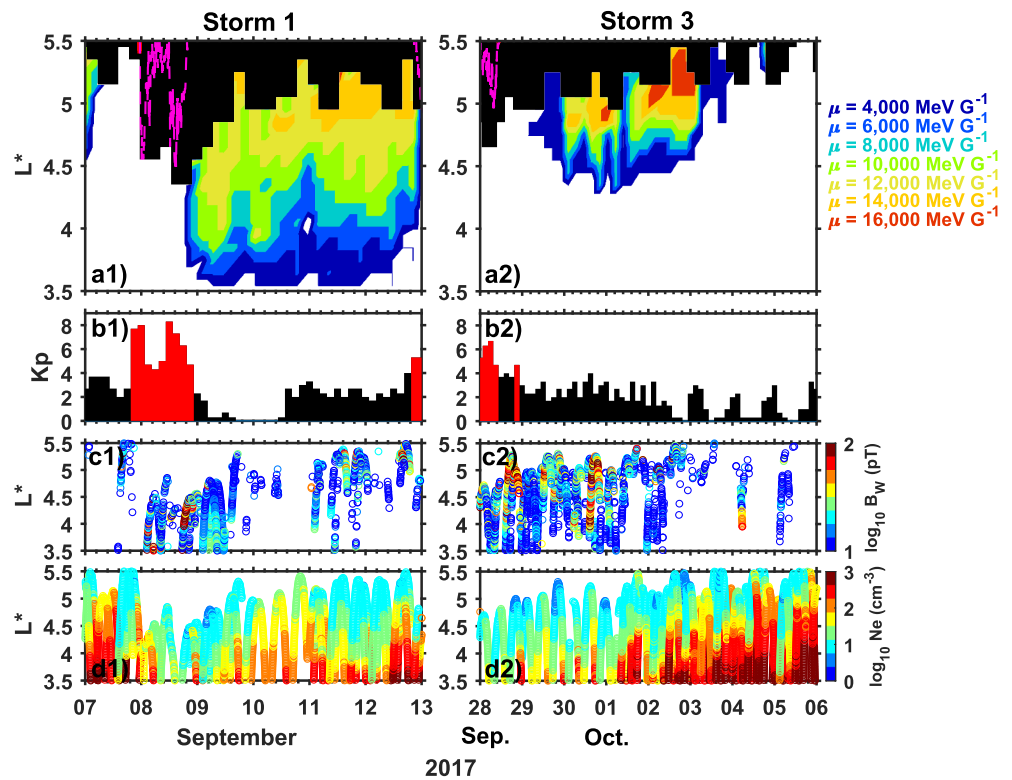 Storm 1
Storm 3
5.5
5
4.5
4
3.5
L*
a1)
a2)
5.5
5
4.5
4
3.5
μ = 4,000 MeV G⁻¹
μ = 6,000 MeV G⁻¹
μ = 8,000 MeV G⁻¹
μ = 10,000 MeV G⁻¹
μ = 12,000 MeV G⁻¹
μ = 14,000 MeV G⁻¹
μ = 16,000 MeV G⁻¹
8
6
4
2
0
Kp
b1)
8
6
4
2
0
b2)
5.5
5
4.5
4
3.5
L*
c1)
5.5
5
4.5
4
3.5
c2)
2
1
log₁₀ B_W (pT)
5.5
5
4.5
4
3.5
L*
d1)
5.5
5
4.5
4
3.5
d2)
3
2
1
0
log₁₀ Ne (cm⁻³)
07 08 09 10 11 12 13
28 29 30 01 02 03 04 05 06
September
Sep. Oct.
2017